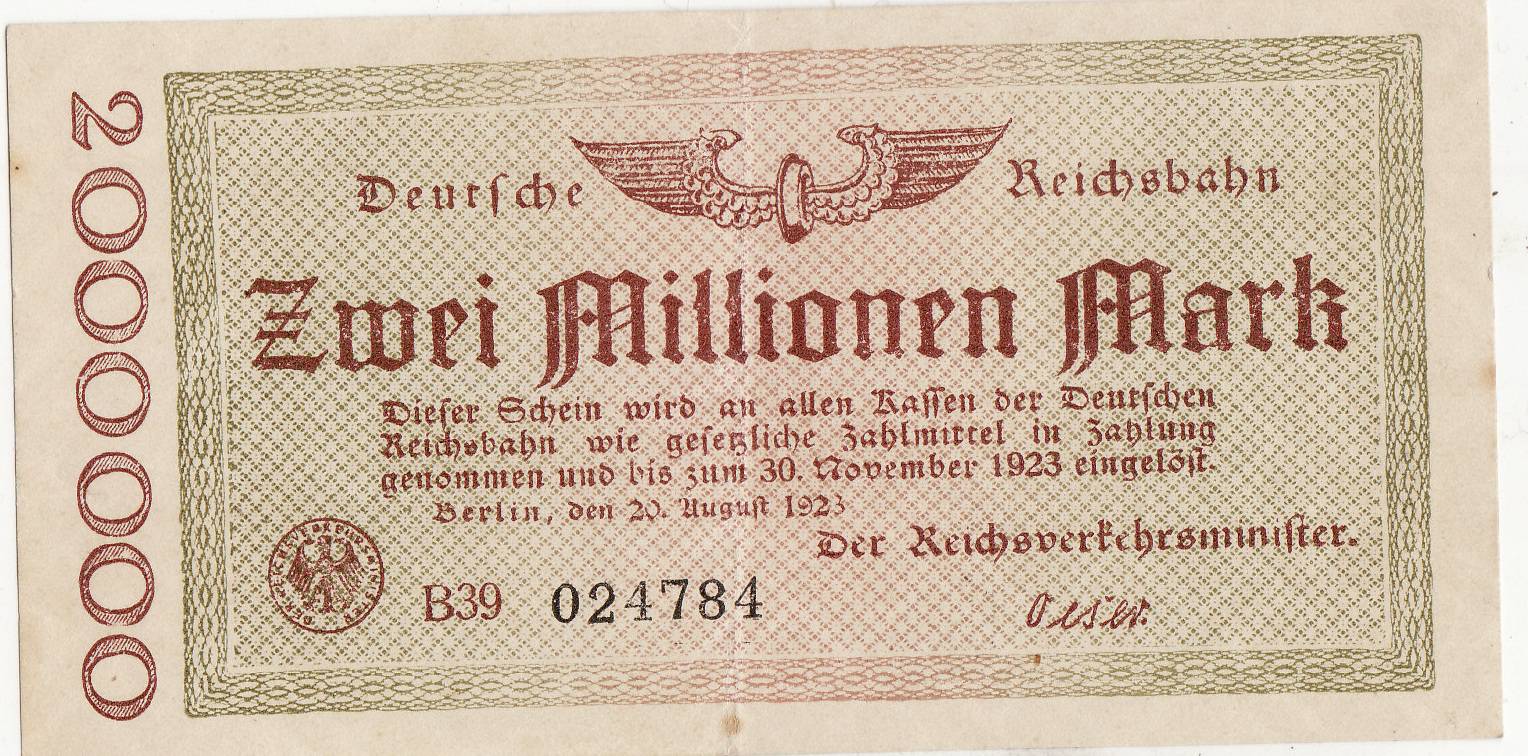 2000000
Deutsche Reichsbahn
Zwei Millionen Mark
Dieser Schein wird an allen Kassen der Deutschen
Reichsbahn wie gesetzliche Zahlmittel in Zahlung
genommen und bis zum 30. November 1923 eingelöst.
Berlin, den 20. August 1923
Der Reichsverkehrsminister.
B39 024784
Oeser.